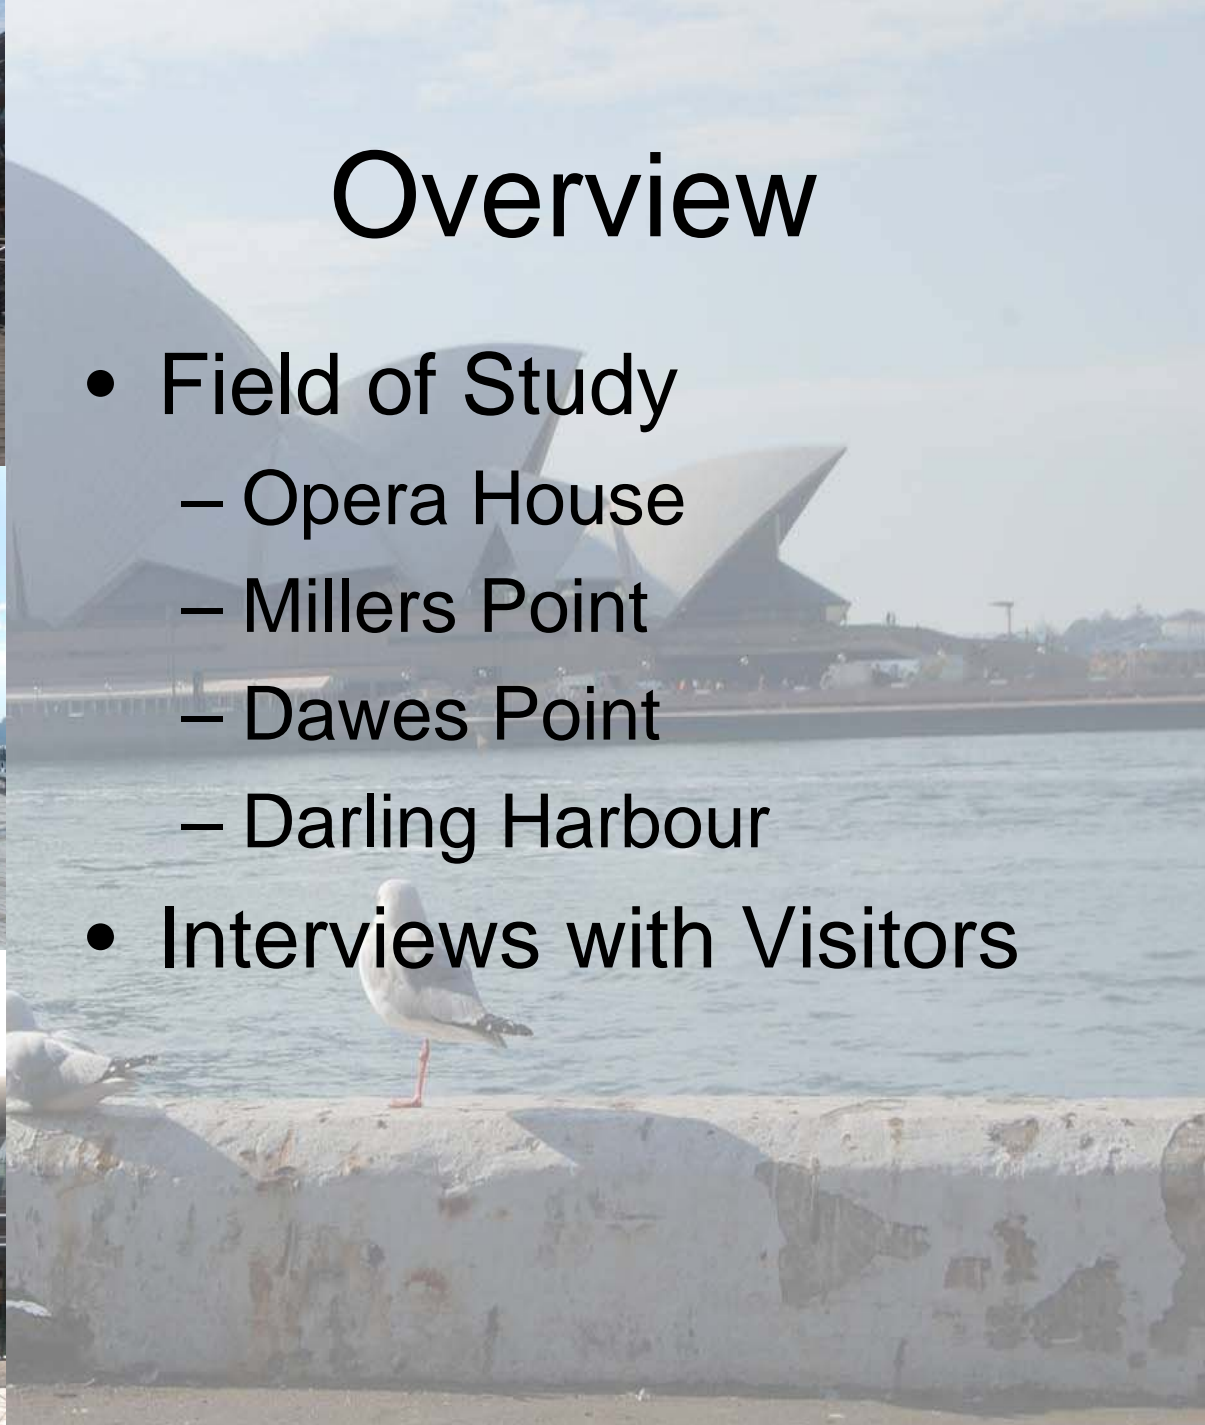 Overview
• Field of Study
– Opera House
– Millers Point
– Dawes Point
– Darling Harbour
• Interviews with Visitors